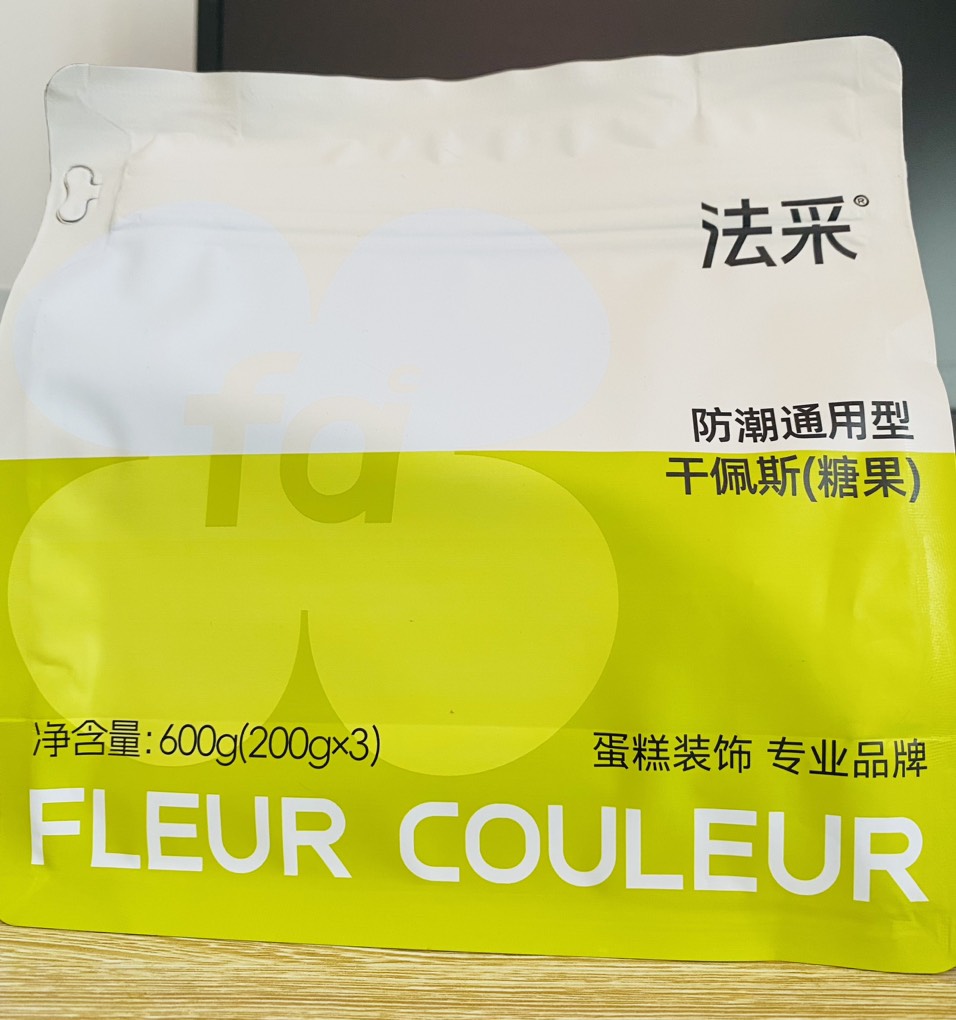 法采®
fa
防潮通用型
干佩斯(糖果)
净含量:600g(200g×3)
蛋糕装饰 专业品牌
FLEUR COULEUR